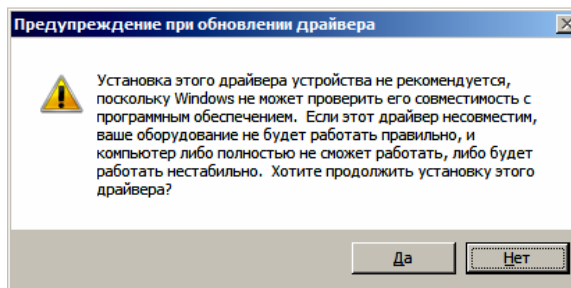 Предупреждение при обновлении драйвера
Установка этого драйвера устройства не рекомендуется,
поскольку Windows не может проверить его совместимость с
программным обеспечением. Если этот драйвер несовместим,
ваше оборудование не будет работать правильно, и
компьютер либо полностью не сможет работать, либо будет
работать нестабильно. Хотите продолжить установку этого
драйвера?
Да
Нет